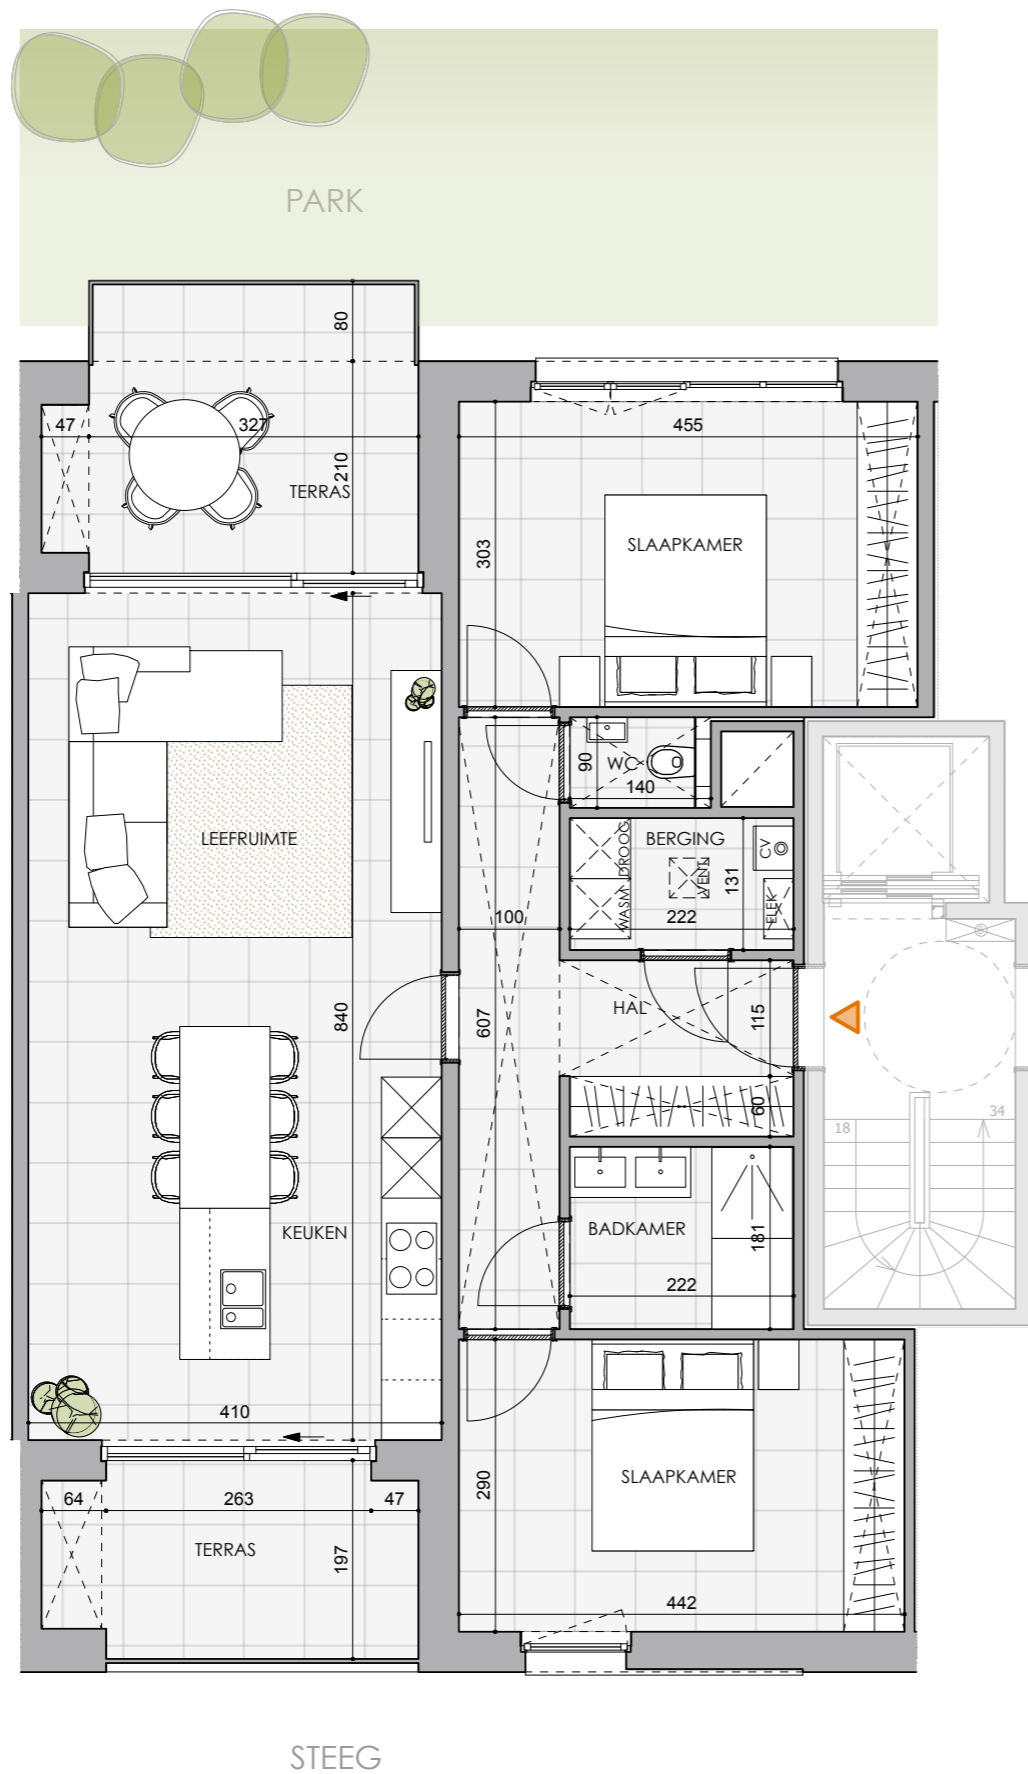 PARK
80
47
327
210
TERRAS
455
303
SLAAPKAMER
90
WC
140
LEEFRUIMTE
DROOG
WASM
BERGING
VENT
131
CV
ELEK
222
100
840
607
HAL
115
60
18
34
KEUKEN
BADKAMER
181
222
410
290
SLAAPKAMER
64
263
47
TERRAS
197
442
STEEG